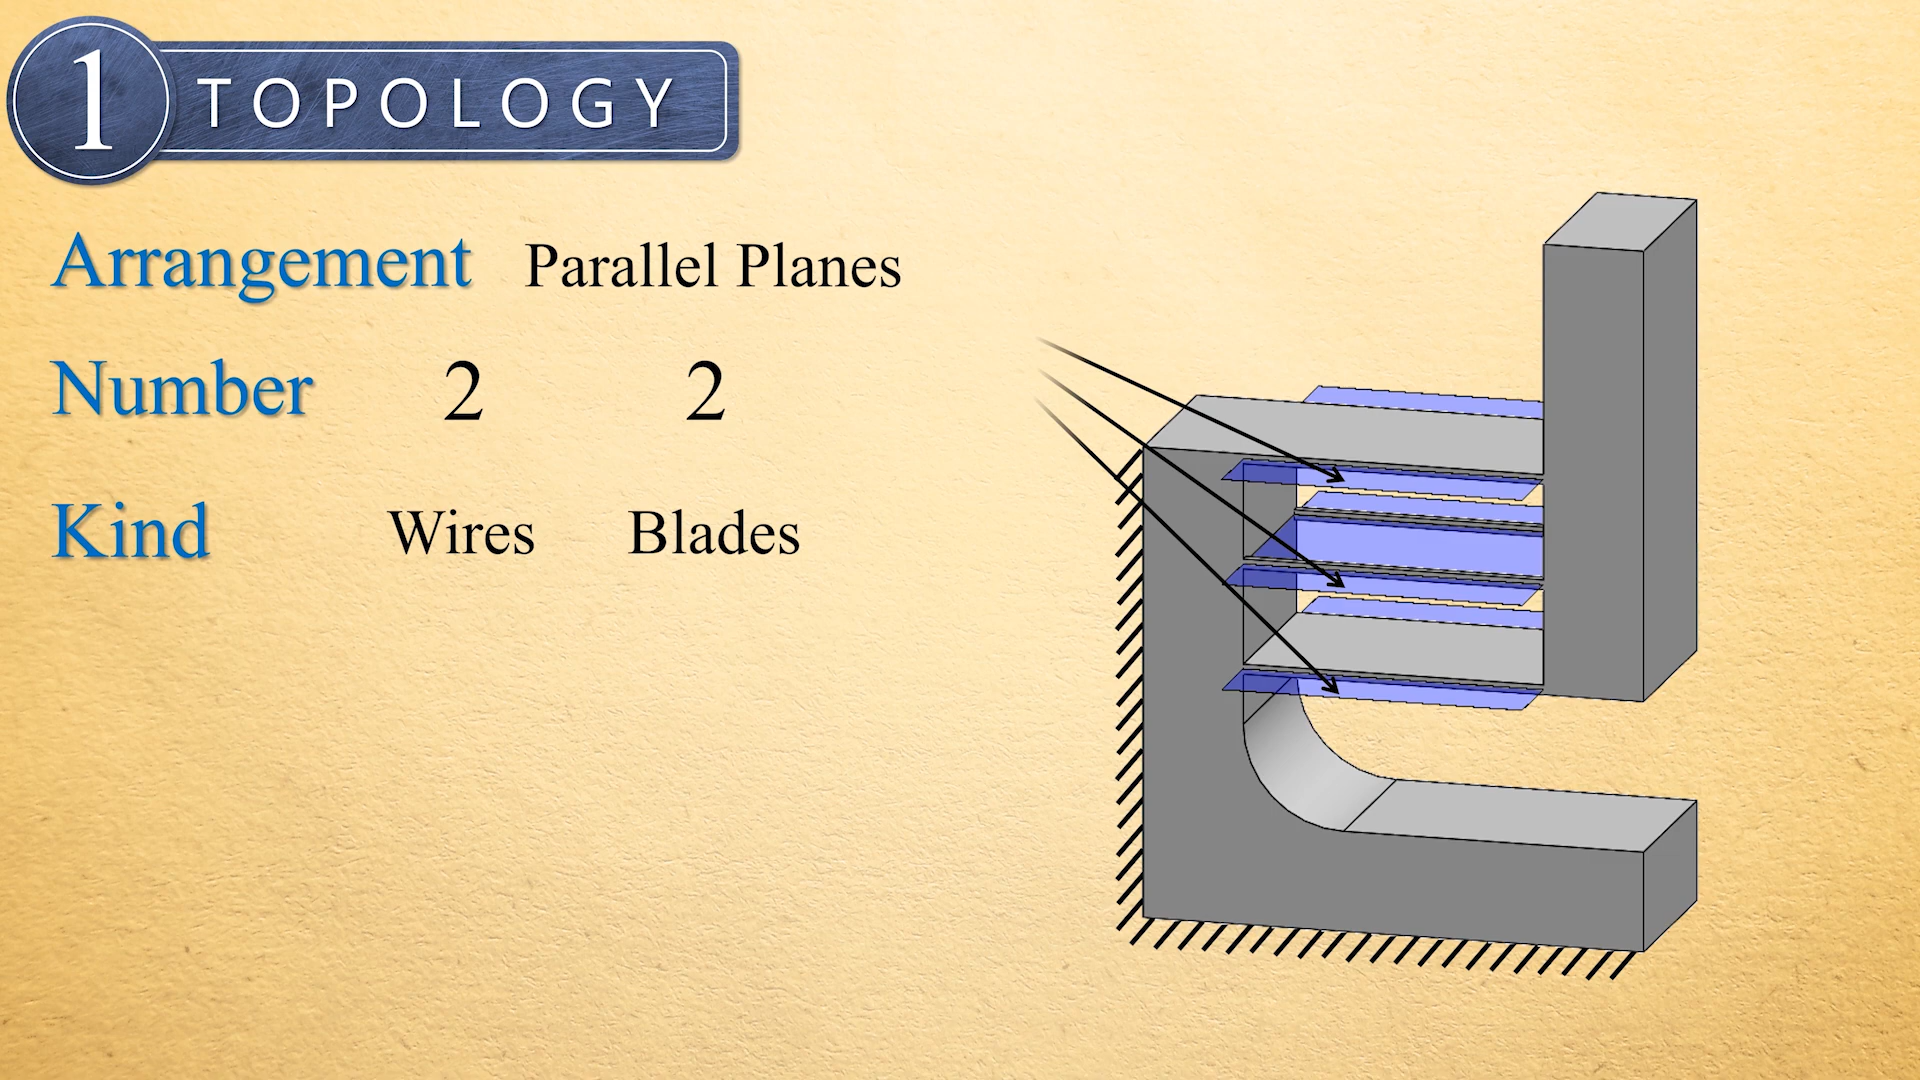 1 TOPOLOGY
Arrangement Parallel Planes
Number 2 2
Kind Wires Blades